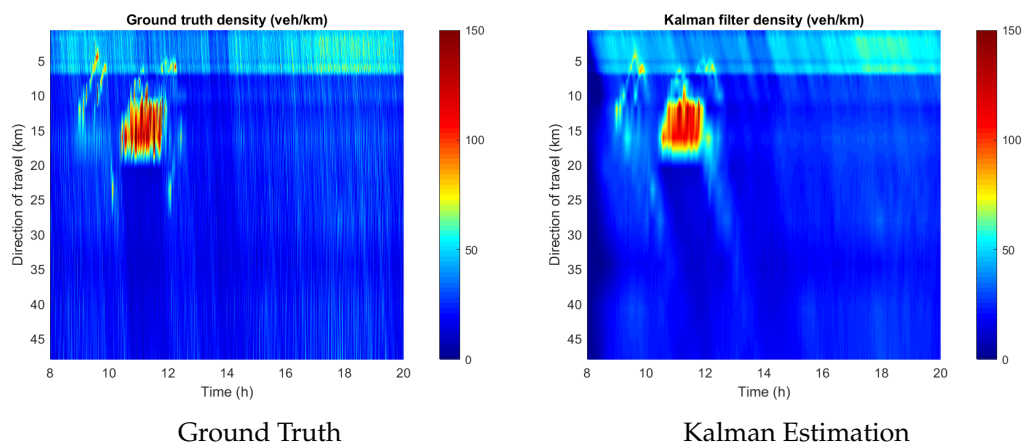 Ground truth density (veh/km)
Direction of travel (km)
5
10
15
20
25
30
35
40
45
8 10 12 14 16 18 20
Time (h)
150
100
50
0
Ground Truth
Kalman filter density (veh/km)
Direction of travel (km)
5
10
15
20
25
30
35
40
45
8 10 12 14 16 18 20
Time (h)
150
100
50
0
Kalman Estimation